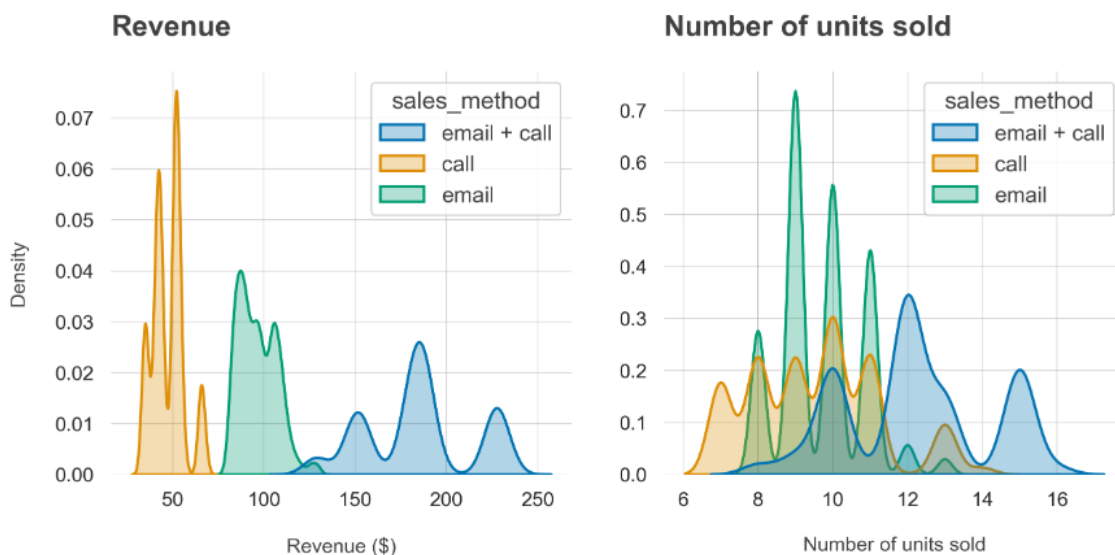 Revenue
Number of units sold
sales_method
email + call
call
email
0.07
0.06
0.05
0.04
0.03
0.02
0.01
0.00
Density
50
100
150
200
250
Revenue ($)
sales_method
email + call
call
email
0.7
0.6
0.5
0.4
0.3
0.2
0.1
0.0
6
8
10
12
14
16
Number of units sold